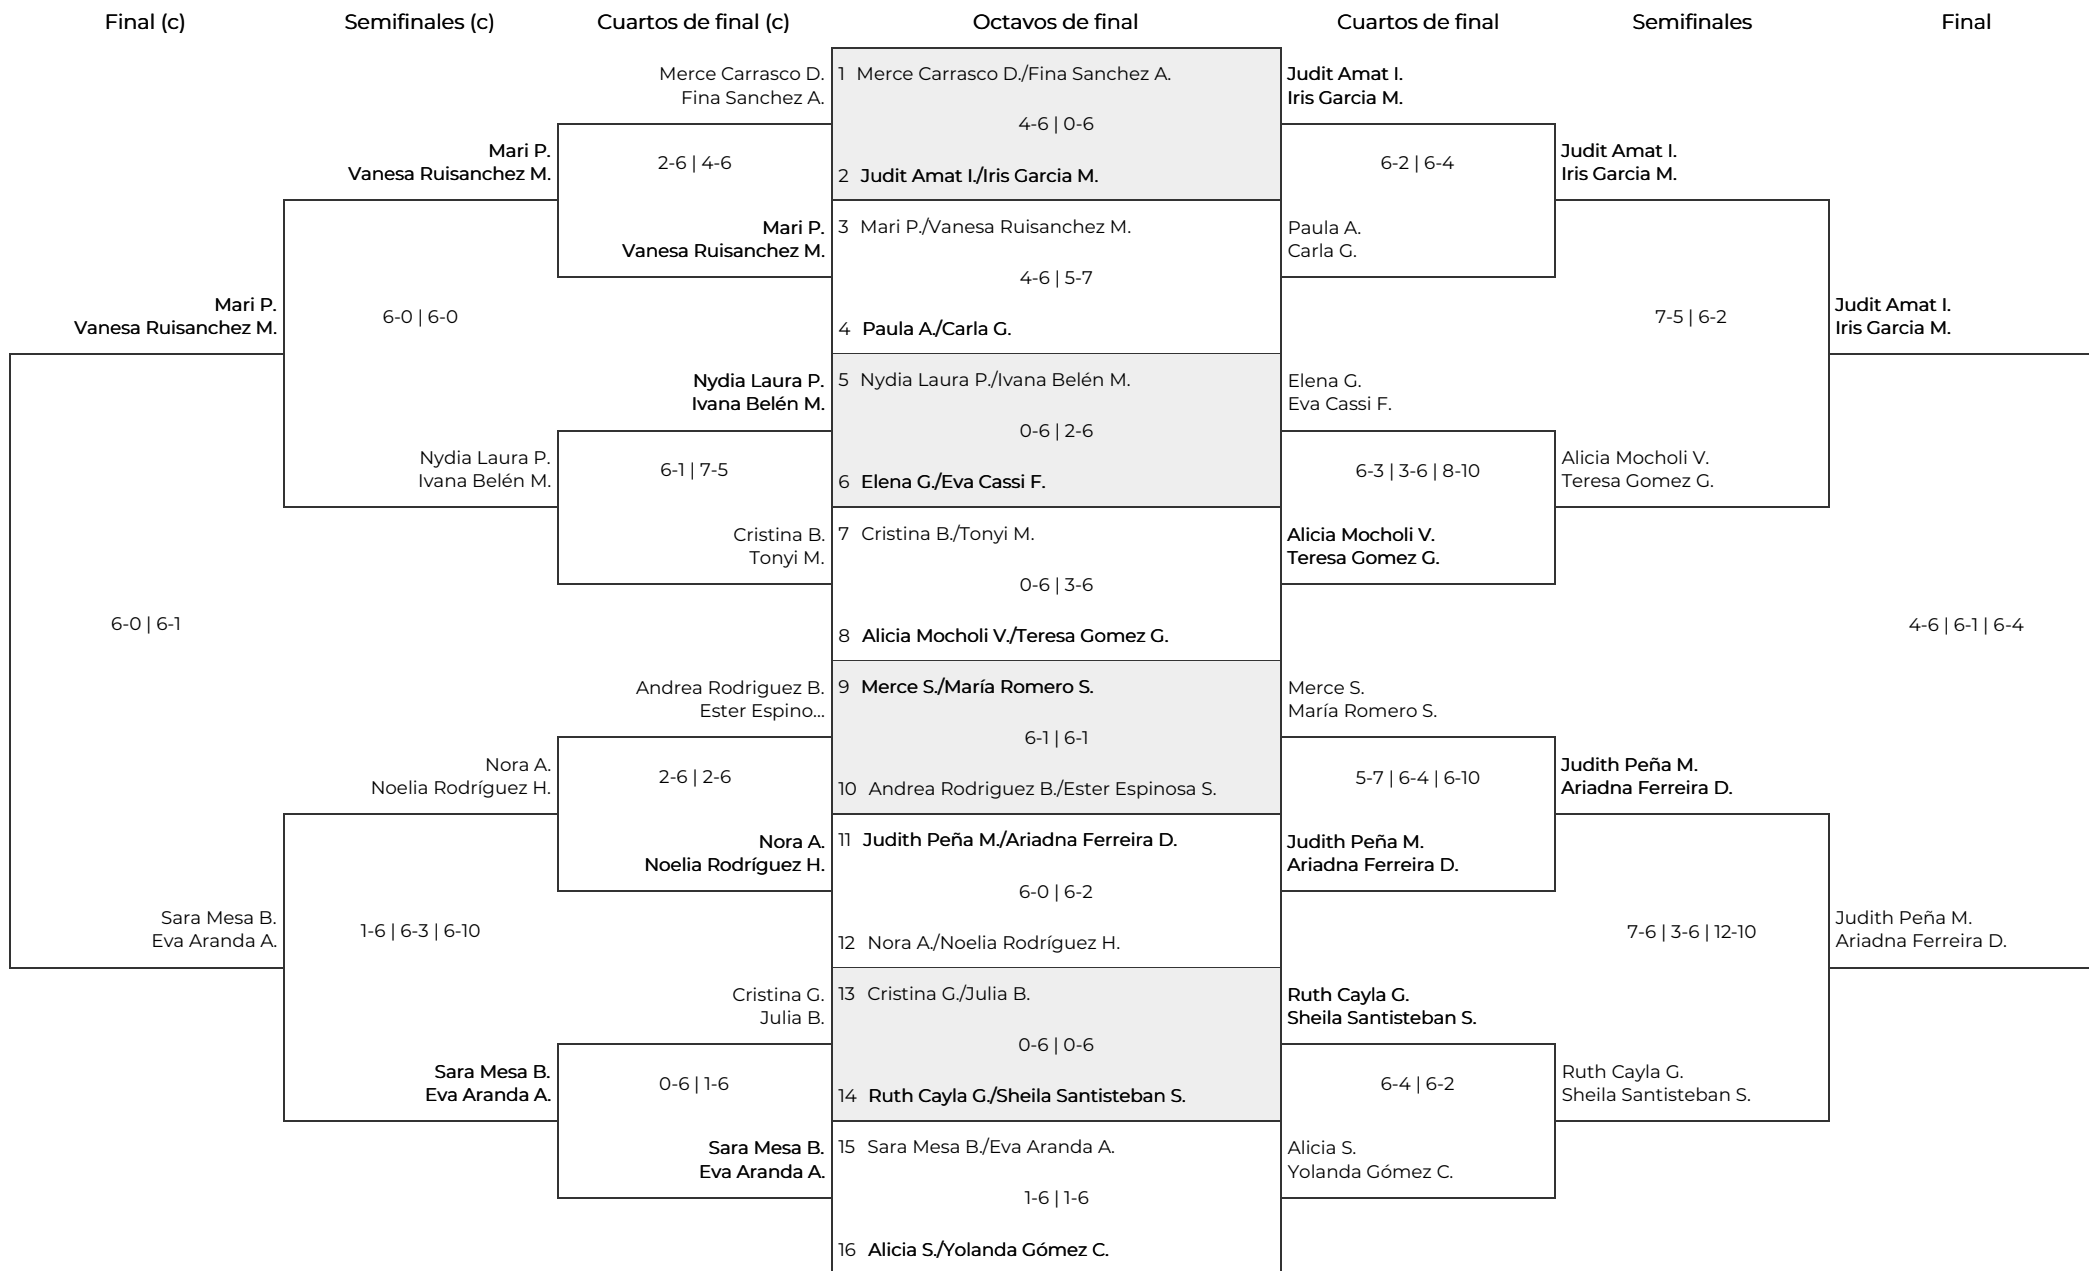 Final (c)
Semifinales (c)
Cuartos de final (c)
Octavos de final
Cuartos de final
Semifinales
Final
Mari P.
Vanesa Ruisanchez M.
6-0 | 6-1
Sara Mesa B.
Eva Aranda A.
Mari P.
Vanesa Ruisanchez M.
6-0 | 6-0
Nydia Laura P.
Ivana Belén M.
Nora A.
Noelia Rodríguez H.
1-6 | 6-3 | 6-10
Sara Mesa B.
Eva Aranda A.
Merce Carrasco D.
Fina Sanchez A.
2-6 | 4-6
Mari P.
Vanesa Ruisanchez M.
Nydia Laura P.
Ivana Belén M.
6-1 | 7-5
Cristina B.
Tonyi M.
Andrea Rodriguez B.
Ester Espino...
2-6 | 2-6
Nora A.
Noelia Rodríguez H.
Cristina G.
Julia B.
0-6 | 1-6
Sara Mesa B.
Eva Aranda A.
1 Merce Carrasco D./Fina Sanchez A.
4-6 | 0-6
2 Judit Amat I./Iris Garcia M.
3 Mari P./Vanesa Ruisanchez M.
4-6 | 5-7
4 Paula A./Carla G.
5 Nydia Laura P./Ivana Belén M.
0-6 | 2-6
6 Elena G./Eva Cassi F.
7 Cristina B./Tonyi M.
0-6 | 3-6
8 Alicia Mocholi V./Teresa Gomez G.
9 Merce S./María Romero S.
6-1 | 6-1
10 Andrea Rodriguez B./Ester Espinosa S.
11 Judith Peña M./Ariadna Ferreira D.
6-0 | 6-2
12 Nora A./Noelia Rodríguez H.
13 Cristina G./Julia B.
0-6 | 0-6
14 Ruth Cayla G./Sheila Santisteban S.
15 Sara Mesa B./Eva Aranda A.
1-6 | 1-6
16 Alicia S./Yolanda Gómez C.
Judit Amat I.
Iris Garcia M.
6-2 | 6-4
Paula A.
Carla G.
Elena G.
Eva Cassi F.
6-3 | 3-6 | 8-10
Alicia Mocholi V.
Teresa Gomez G.
Merce S.
María Romero S.
5-7 | 6-4 | 6-10
Judith Peña M.
Ariadna Ferreira D.
Ruth Cayla G.
Sheila Santisteban S.
6-4 | 6-2
Alicia S.
Yolanda Gómez C.
Judit Amat I.
Iris Garcia M.
7-5 | 6-2
Alicia Mocholi V.
Teresa Gomez G.
Judith Peña M.
Ariadna Ferreira D.
7-6 | 3-6 | 12-10
Ruth Cayla G.
Sheila Santisteban S.
Judit Amat I.
Iris Garcia M.
4-6 | 6-1 | 6-4
Judith Peña M.
Ariadna Ferreira D.